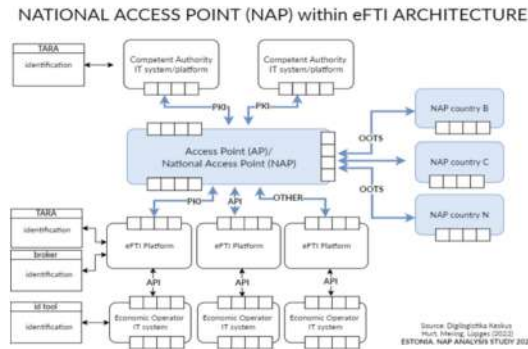 NATIONAL ACCESS POINT (NAP) within eFTI ARCHITECTURE
TARA
identification
Competent Authority
IT system/platform
Competent Authority
IT system/platform
PKI
PKI
Access Point (AP)/
National Access Point (NAP)
OOTS
OOTS
NAP country B
NAP country C
NAP country N
PKI
API
OTHER
TARA
identification
broker
identification
eFTI Platform
eFTI Platform
eFTI Platform
API
API
API
id tool
identification
Economic Operator
IT system
Economic Operator
IT system
Economic Operator
IT system
Source: Digilogistika Keskus
Hurt, Meiling, Lüpges (2022)
ESTONIA. NAP ANALYSIS STUDY